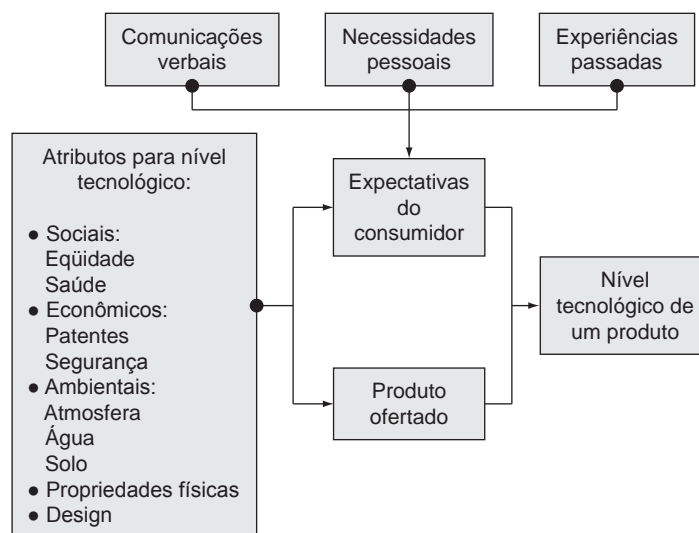 Comunicações
verbais
Necessidades
pessoais
Experiências
passadas
Atributos para nível
tecnológico:
● Sociais:
Eqüidade
Saúde
● Econômicos:
Patentes
Segurança
● Ambientais:
Atmosfera
Água
Solo
● Propriedades físicas
● Design
Expectativas
do
consumidor
Produto
ofertado
Nível
tecnológico de
um produto